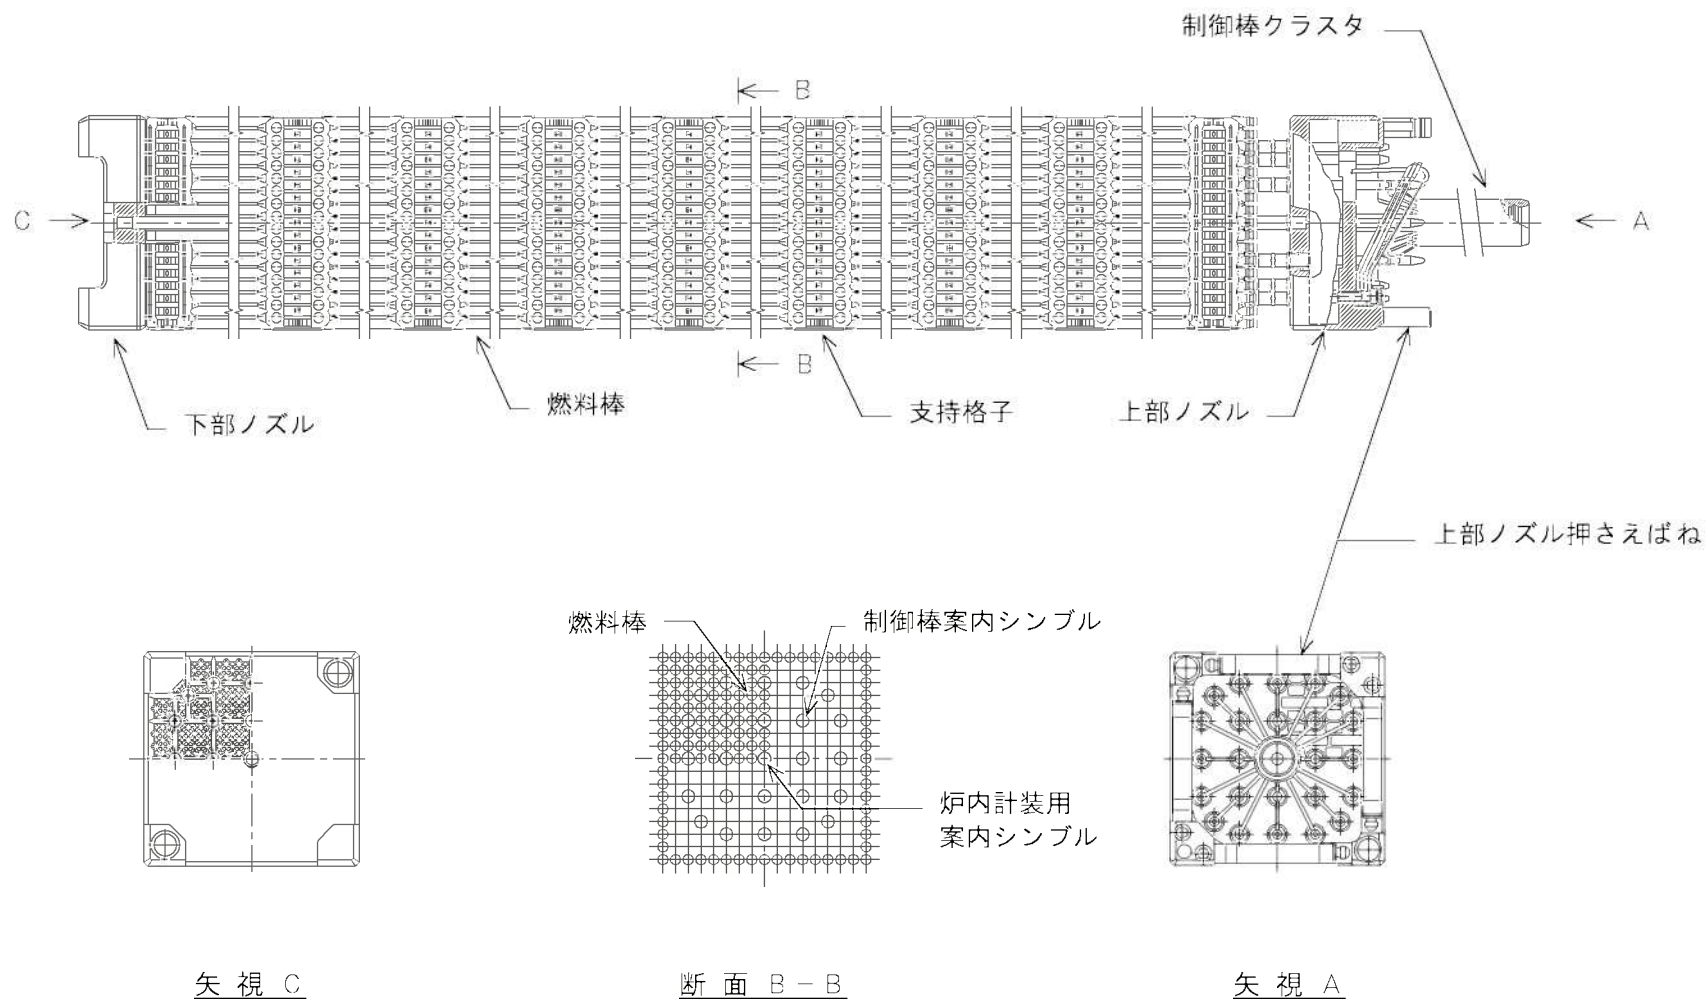 制御棒クラスタ
B
C
A
B
下部ノズル
燃料棒
支持格子
上部ノズル
上部ノズル押さえばね
燃料棒
制御棒案内シンブル
炉内計装用
案内シンブル
矢視 C
断面 B－B
矢視 A